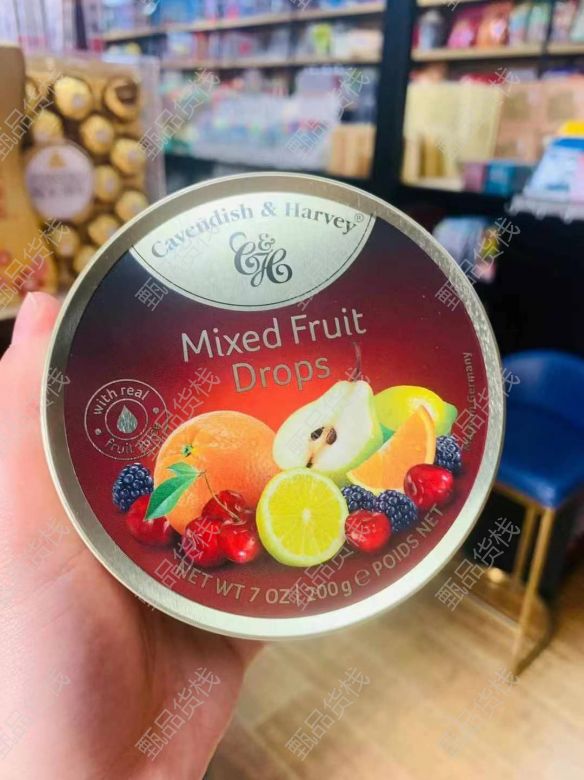 Cavendish & Harvey®
C&H
Mixed Fruit
Drops
with real
Fruit
Germany
NET WT 7 OZ / 200g ℮ POIDS NET
甄品货栈